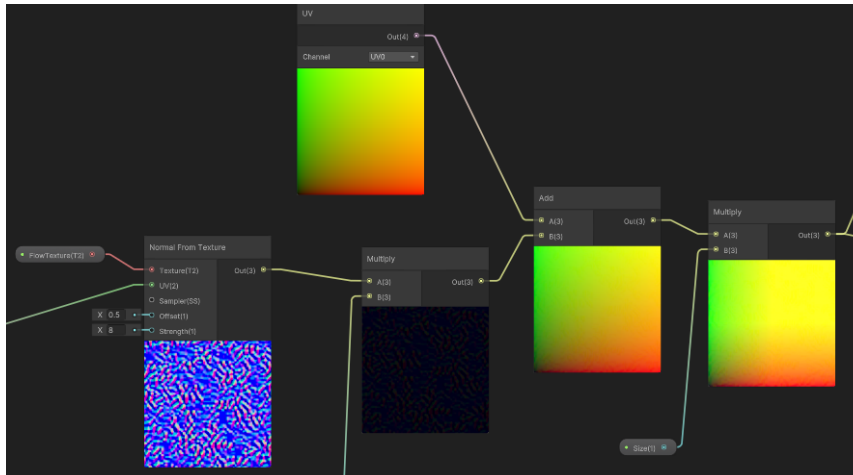 UV
Out(4)
Channel
UV0
Add
A(3)
Out(3)
B(3)
Multiply
A(3)
Out(3)
B(3)
Normal From Texture
FlowTexture(T2)
Texture(T2)
Out(3)
UV(2)
Sampler(SS)
X 0.5
Offset(1)
X 8
Strength(1)
Multiply
A(3)
Out(3)
B(3)
Size(1)